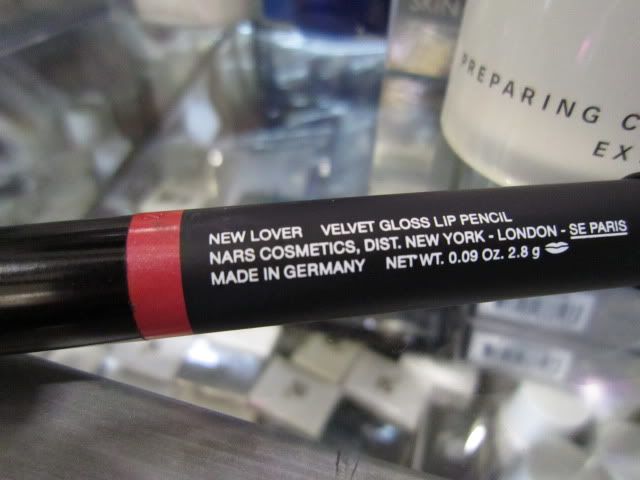 SKIN
PREPARING
EX
NEW LOVER VELVET GLOSS LIP PENCIL
NARS COSMETICS, DIST. NEW YORK - LONDON - SE PARIS
MADE IN GERMANY NET WT. 0.09 Oz. 2.8 g